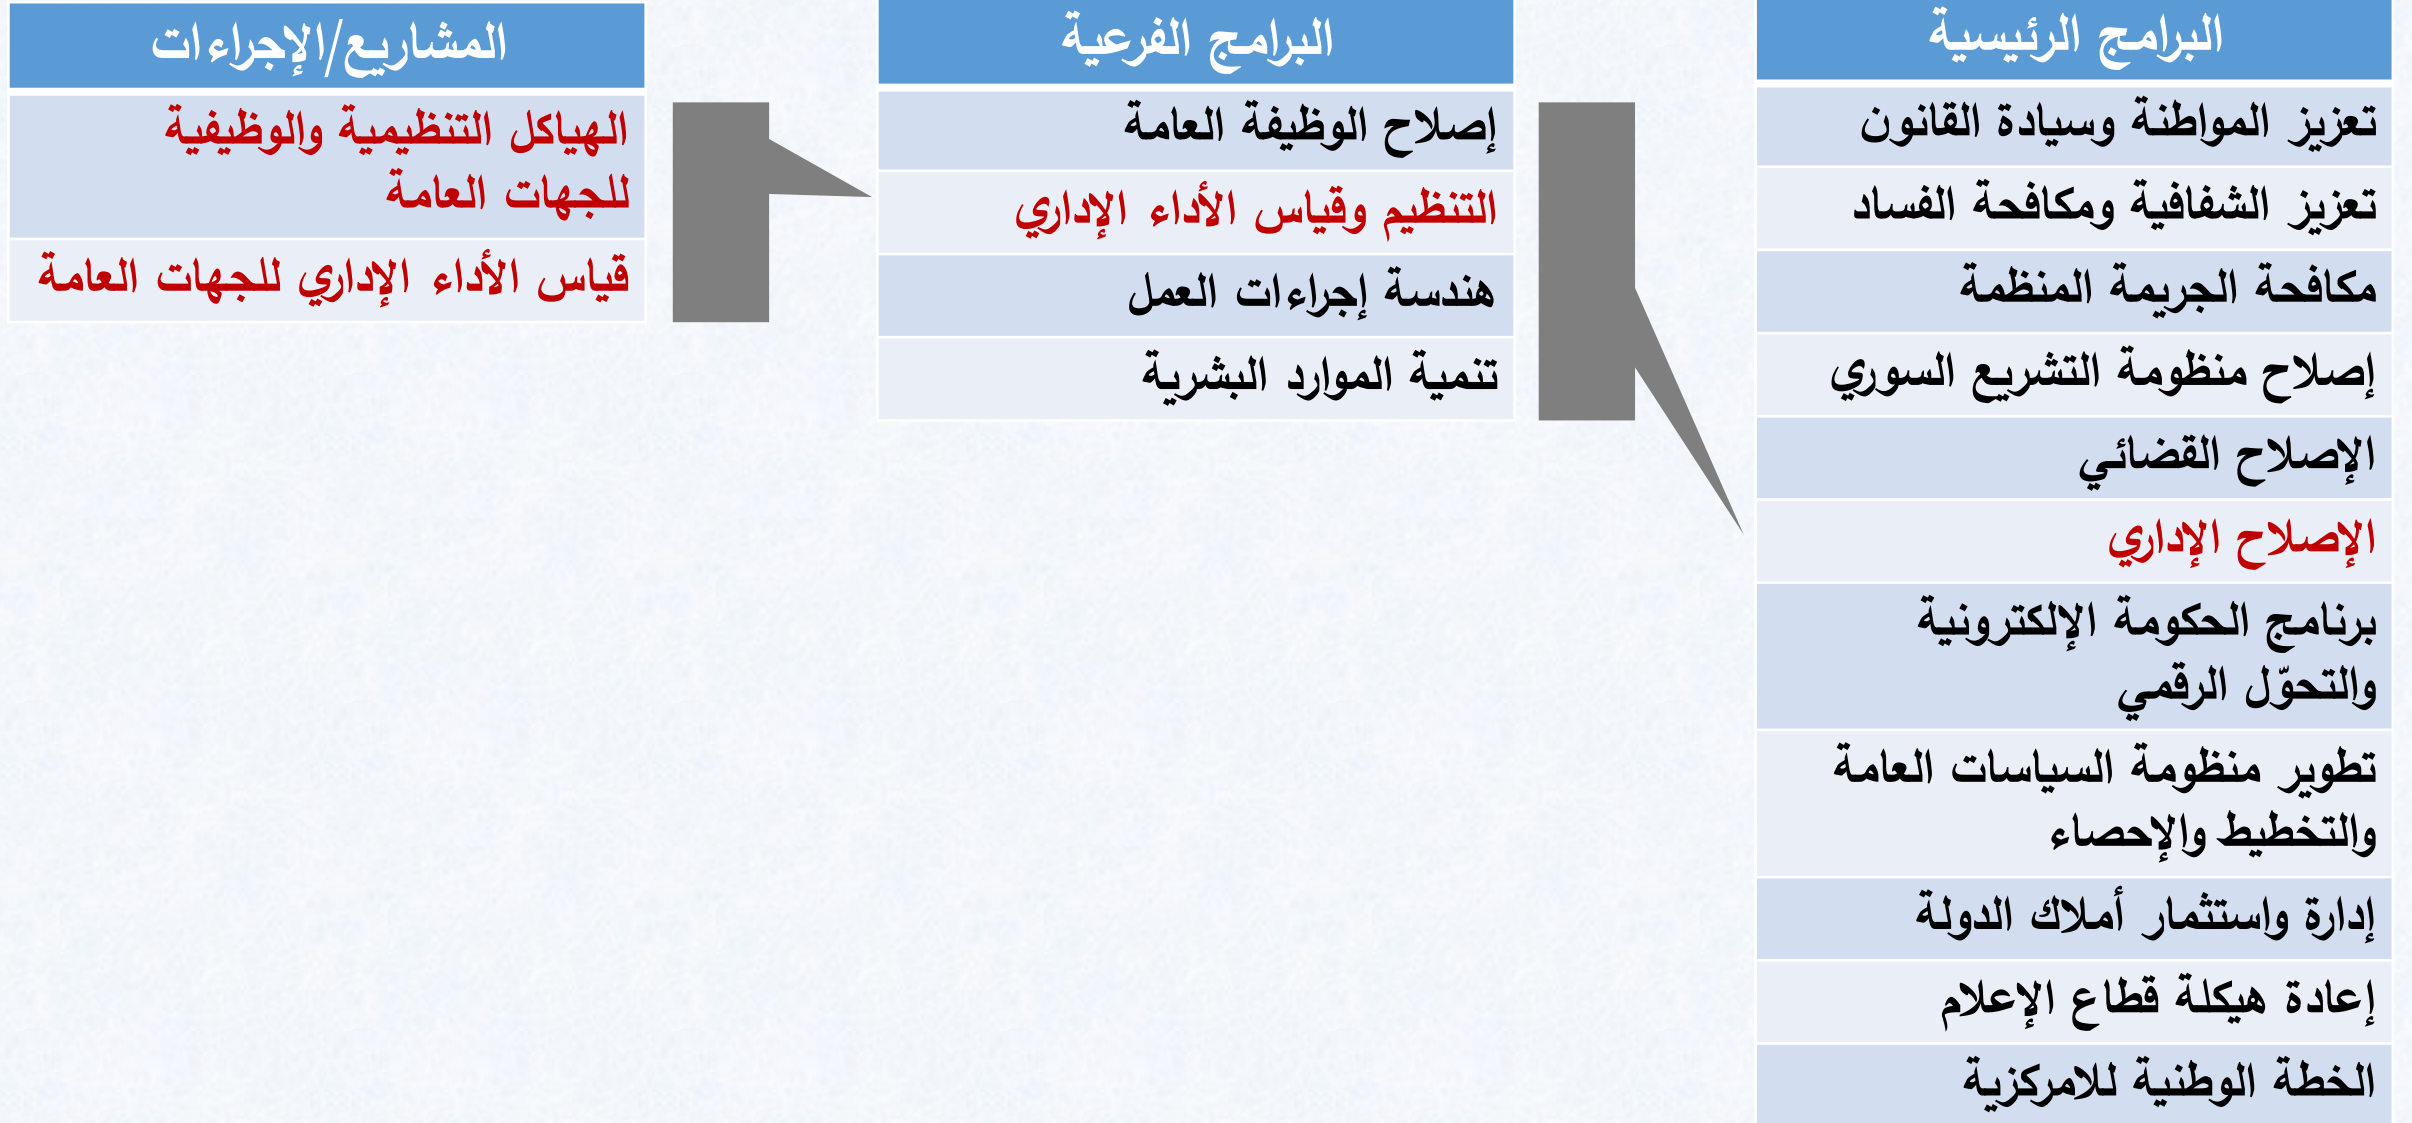 البرامج الرئيسية
تعزيز المواطنة وسيادة القانون
تعزيز الشفافية ومكافحة الفساد
مكافحة الجريمة المنظمة
إصلاح منظومة التشريع السوري
الإصلاح القضائي
الإصلاح الإداري
برنامج الحكومة الإلكترونية
والتحوّل الرقمي
تطوير منظومة السياسات العامة
والتخطيط والإحصاء
إدارة واستثمار أملاك الدولة
إعادة هيكلة قطاع الإعلام
الخطة الوطنية للامركزية
البرامج الفرعية
إصلاح الوظيفة العامة
التنظيم وقياس الأداء الإداري
هندسة إجراءات العمل
تنمية الموارد البشرية
المشاريع/الإجراءات
الهياكل التنظيمية والوظيفية
للجهات العامة
قياس الأداء الإداري للجهات العامة